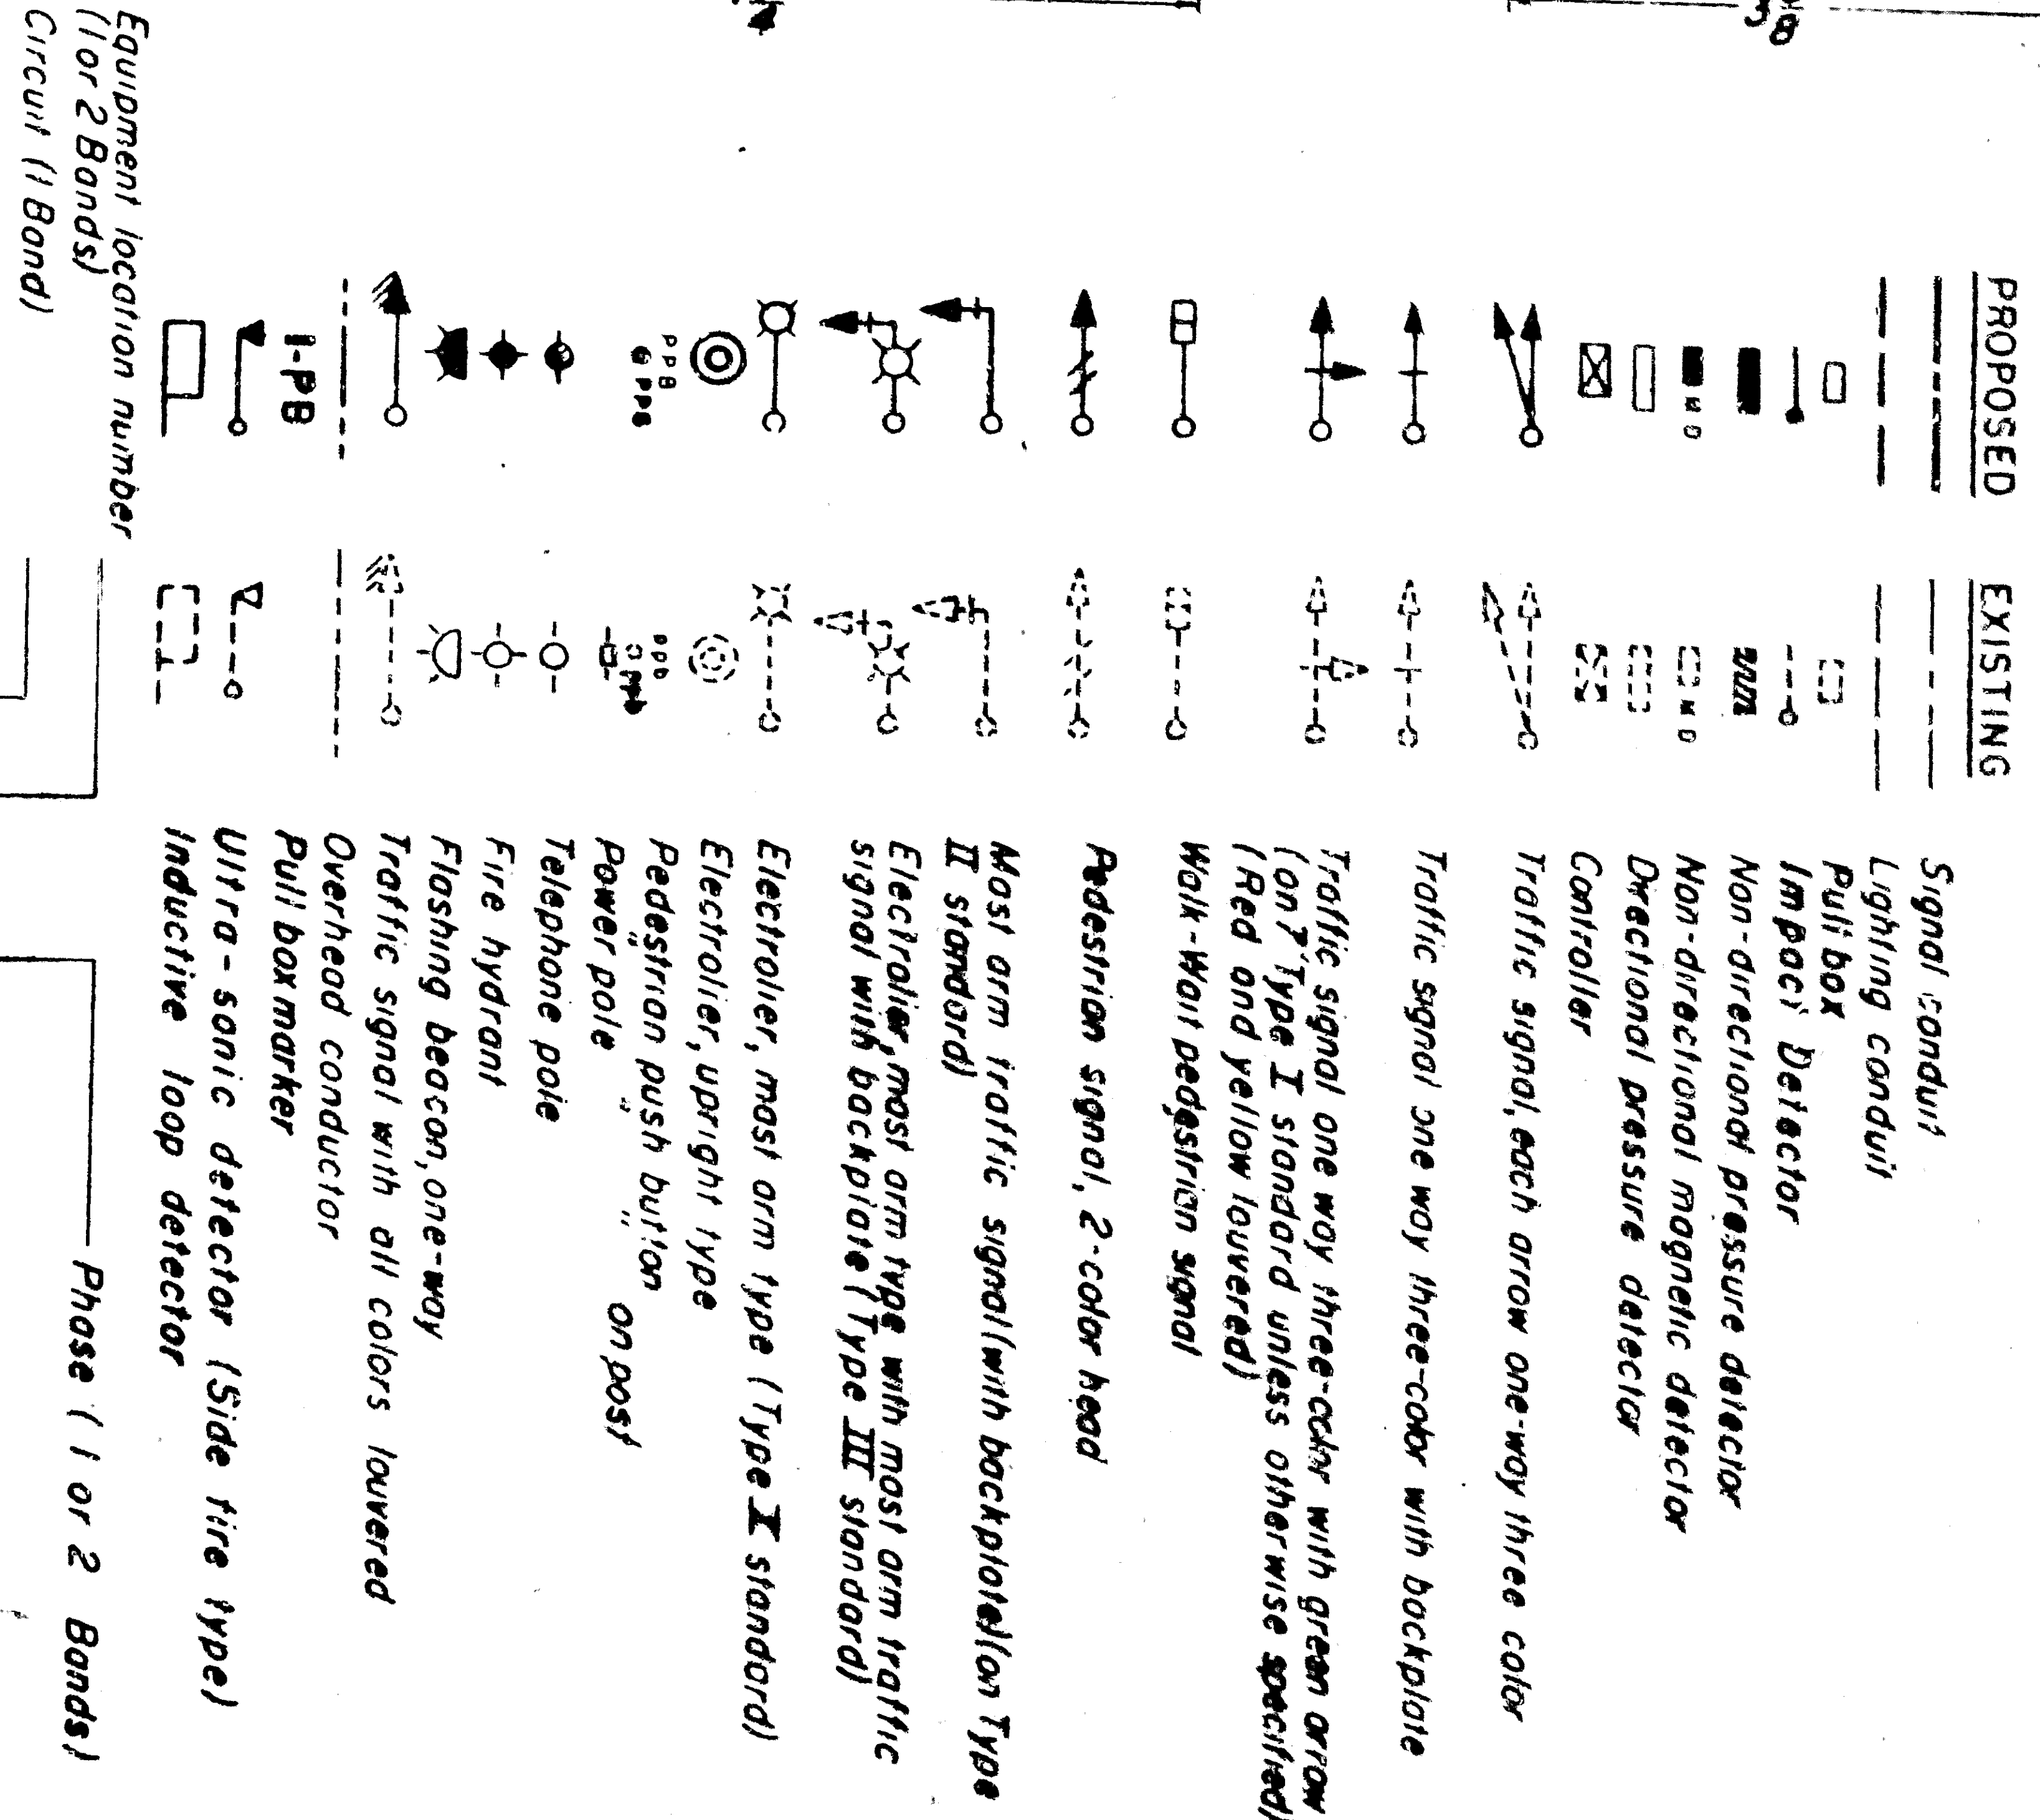 PROPOSED EXISTING
Signal conduit
Lighting conduit
Pull box
Impact Detector
Non-directional pressure detector
Non-directional magnetic detector
Directional pressure detector
Controller
Traffic signal, each arrow one-way three color
Traffic signal one way three-color with backplate
Traffic signal one way three-color with green arrow
(on 7' Type I standard unless otherwise specified)
(Red and yellow louvered)
Walk-Wait pedestrian signal
Pedestrian signal, 2-color head
Mast arm traffic signal (with backplate)(on Type
II standard)
Electrolier, mast arm type with mast arm traffic
signal with backplate (Type III standard)
Electrolier, mast arm type (Type X standard)
Electrolier, upright type
PPB Pedestrian push button
PPB " " on post
Power pole
Telephone pole
Fire hydrant
Flashing beacon, one-way
Traffic signal with all colors louvered
Overhead conductor
1-PB Pull box marker
Ultra-sonic detector (Side fire type)
Inductive loop detector
Equipment location number
(1 or 2 Bands)
Circuit (1 Band)
Phase (1 or 2 Bands)